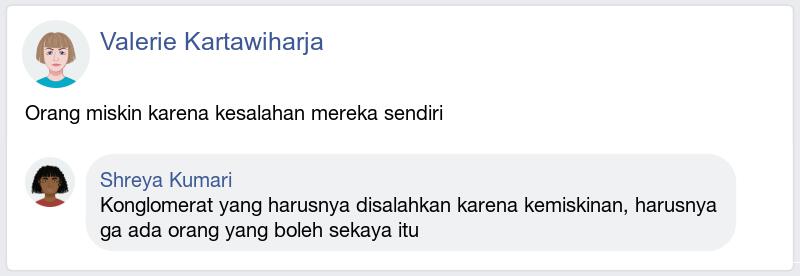 Valerie Kartawiharja
Orang miskin karena kesalahan mereka sendiri
Shreya Kumari
Konglomerat yang harusnya disalahkan karena kemiskinan, harusnya
ga ada orang yang boleh sekaya itu